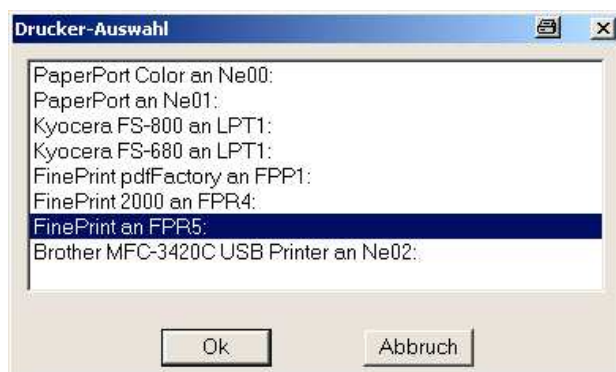 Drucker-Auswahl
PaperPort Color an Ne00:
PaperPort an Ne01:
Kyocera FS-800 an LPT1:
Kyocera FS-680 an LPT1:
FinePrint pdfFactory an FPP1:
FinePrint 2000 an FPR4:
FinePrint an FPR5:
Brother MFC-3420C USB Printer an Ne02:
Ok Abbruch